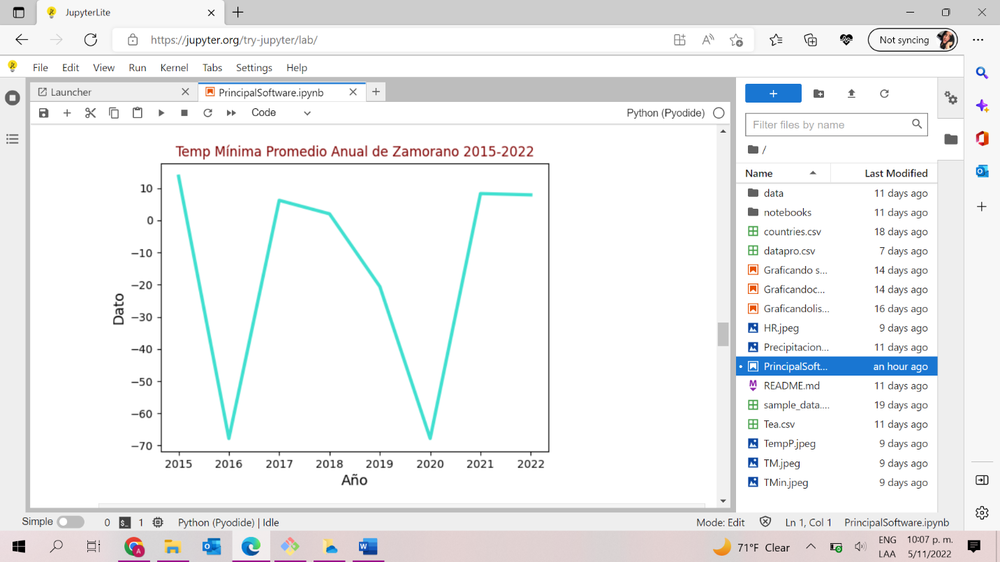 JupyterLite
https://jupyter.org/try-jupyter/lab/
Not syncing
File Edit View Run Kernel Tabs Settings Help
Launcher
PrincipalSoftware.ipynb
Code
Python (Pyodide)
Temp Mínima Promedio Anual de Zamorano 2015-2022
10
0
−10
−20
−30
−40
−50
−60
−70
Dato
2015 2016 2017 2018 2019 2020 2021 2022
Año
Filter files by name
/
Name Last Modified
data 11 days ago
notebooks 11 days ago
countries.csv 18 days ago
datapro.csv 7 days ago
Graficando s... 14 days ago
Graficandoc... 14 days ago
Graficandolis... 16 days ago
HR.jpeg 9 days ago
Precipitacion... 11 days ago
PrincipalSoft... an hour ago
README.md 11 days ago
sample_data.... 19 days ago
Tea.csv 11 days ago
TempP.jpeg 9 days ago
TM.jpeg 9 days ago
TMin.jpeg 9 days ago
Simple 0 1 Python (Pyodide) | Idle Mode: Edit Ln 1, Col 1 PrincipalSoftware.ipynb
71°F Clear
ENG
LAA
10:07 p. m.
5/11/2022